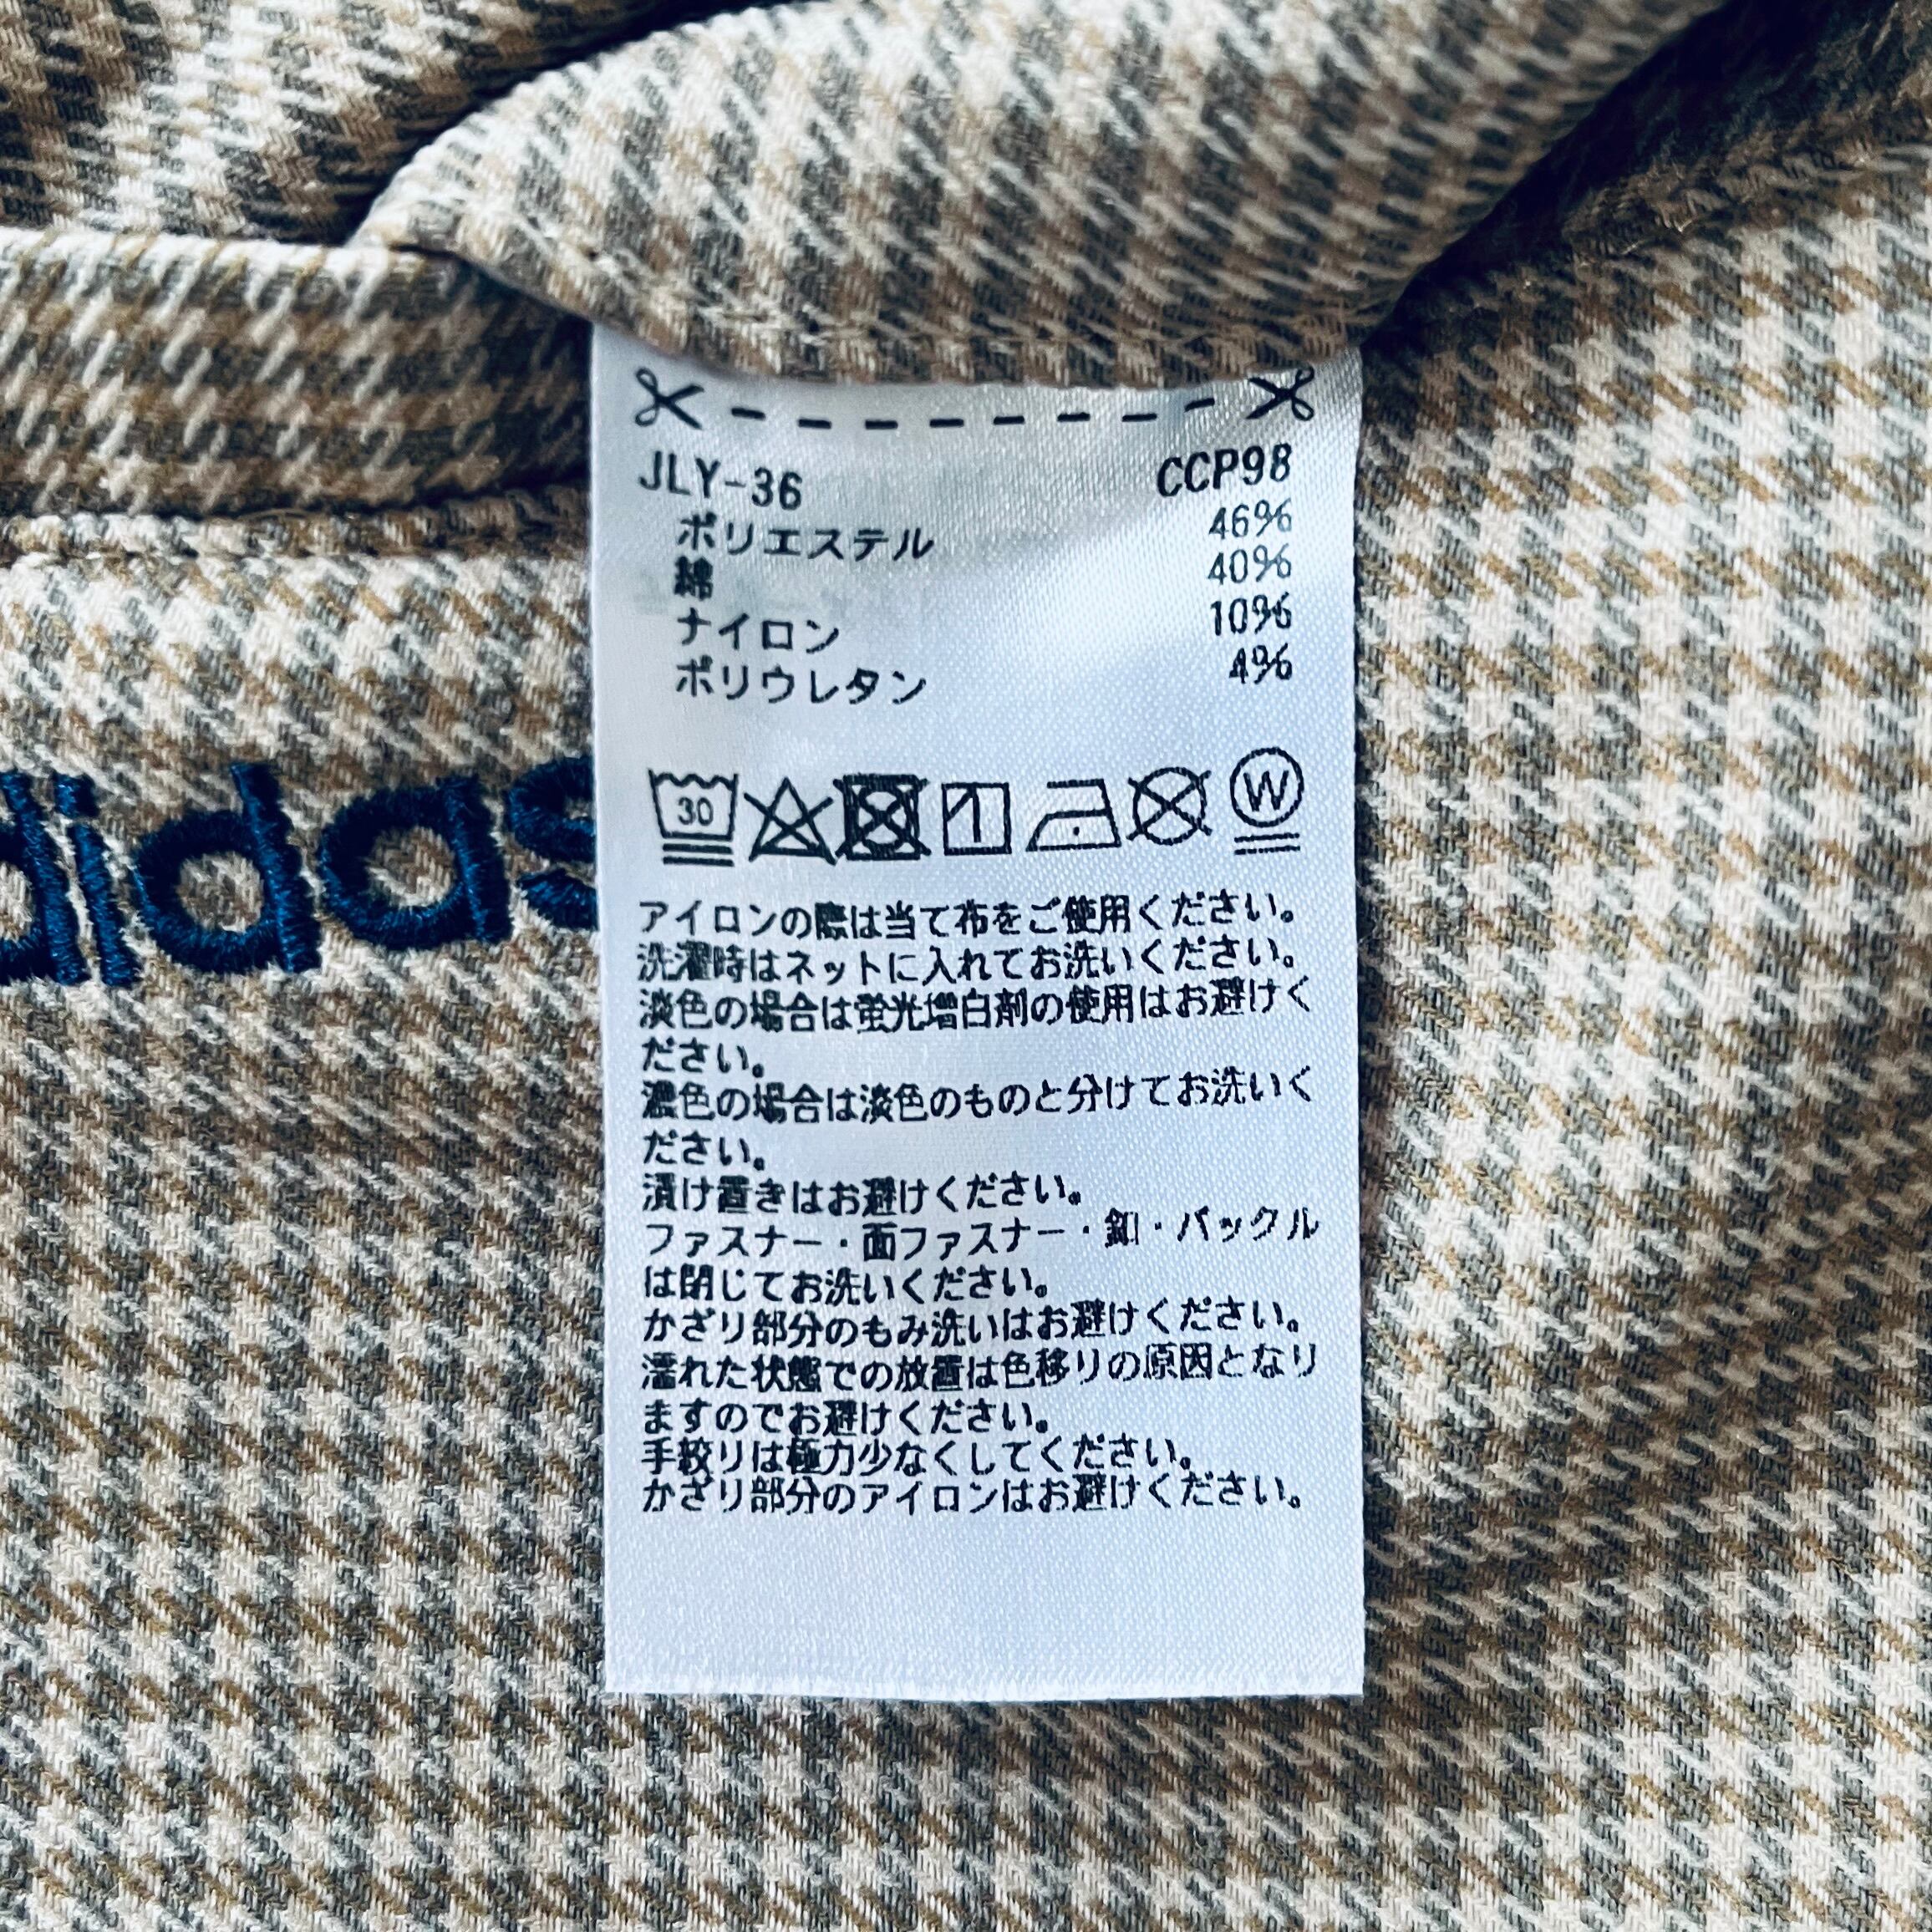 JLY-36 CCP98
ポリエステル 46%
綿 40%
ナイロン 10%
ポリウレタン 4%
adidas
30 W
アイロンの際は当て布をご使用ください。
洗濯時はネットに入れてお洗いください。
淡色の場合は蛍光増白剤の使用はお避けく
ださい。
濃色の場合は淡色のものと分けてお洗いく
ださい。
漬け置きはお避けください。
ファスナー・面ファスナー・釦・バックル
は閉じてお洗いください。
かざり部分のもみ洗いはお避けください。
濡れた状態での放置は色移りの原因となり
ますのでお避けください。
手絞りは極力少なくしてください。
かざり部分のアイロンはお避けください。